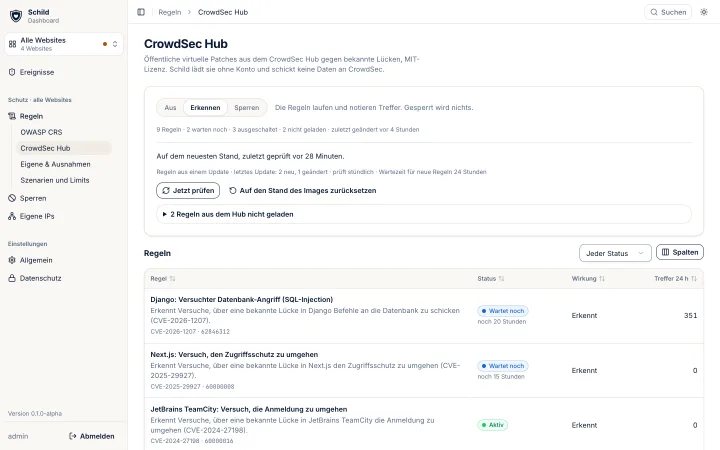 Schild
Dashboard
Alle Websites
4 Websites
Ereignisse
Schutz · alle Websites
Regeln
OWASP CRS
CrowdSec Hub
Eigene & Ausnahmen
Szenarien und Limits
Sperren
Eigene IPs
Einstellungen
Allgemein
Datenschutz
Version 0.1.0-alpha
admin
Abmelden
Regeln
CrowdSec Hub
Suchen
CrowdSec Hub
Öffentliche virtuelle Patches aus dem CrowdSec Hub gegen bekannte Lücken, MIT-
Lizenz. Schild lädt sie ohne Konto und schickt keine Daten an CrowdSec.
Aus Erkennen Sperren Die Regeln laufen und notieren Treffer. Gesperrt wird nichts.
9 Regeln · 2 warten noch · 3 ausgeschaltet · 2 nicht geladen · zuletzt geändert vor 4 Stunden
Auf dem neuesten Stand, zuletzt geprüft vor 28 Minuten.
Regeln aus einem Update · letztes Update: 2 neu, 1 geändert · prüft stündlich · Wartezeit für neue Regeln 24 Stunden
Jetzt prüfen Auf den Stand des Images zurücksetzen
2 Regeln aus dem Hub nicht geladen
Regeln Jeder Status Spalten
Regel Status Wirkung Treffer 24 h
Django: Versuchter Datenbank-Angriff (SQL-Injection)
Erkennt Versuche, über eine bekannte Lücke in Django Befehle an die Datenbank zu schicken
(CVE-2026-1207).
CVE-2026-1207 · 62846312
Wartet noch
noch 20 Stunden
Erkennt
351
Next.js: Versuch, den Zugriffsschutz zu umgehen
Erkennt Versuche, über eine bekannte Lücke in Next.js den Zugriffsschutz zu umgehen (CVE-
2025-29927).
CVE-2025-29927 · 60000008
Wartet noch
noch 15 Stunden
Erkennt
0
JetBrains TeamCity: Versuch, die Anmeldung zu umgehen
Erkennt Versuche, über eine bekannte Lücke in JetBrains TeamCity die Anmeldung zu
umgehen (CVE-2024-27198).
CVE-2024-27198 · 60000016
Aktiv
Erkennt
0